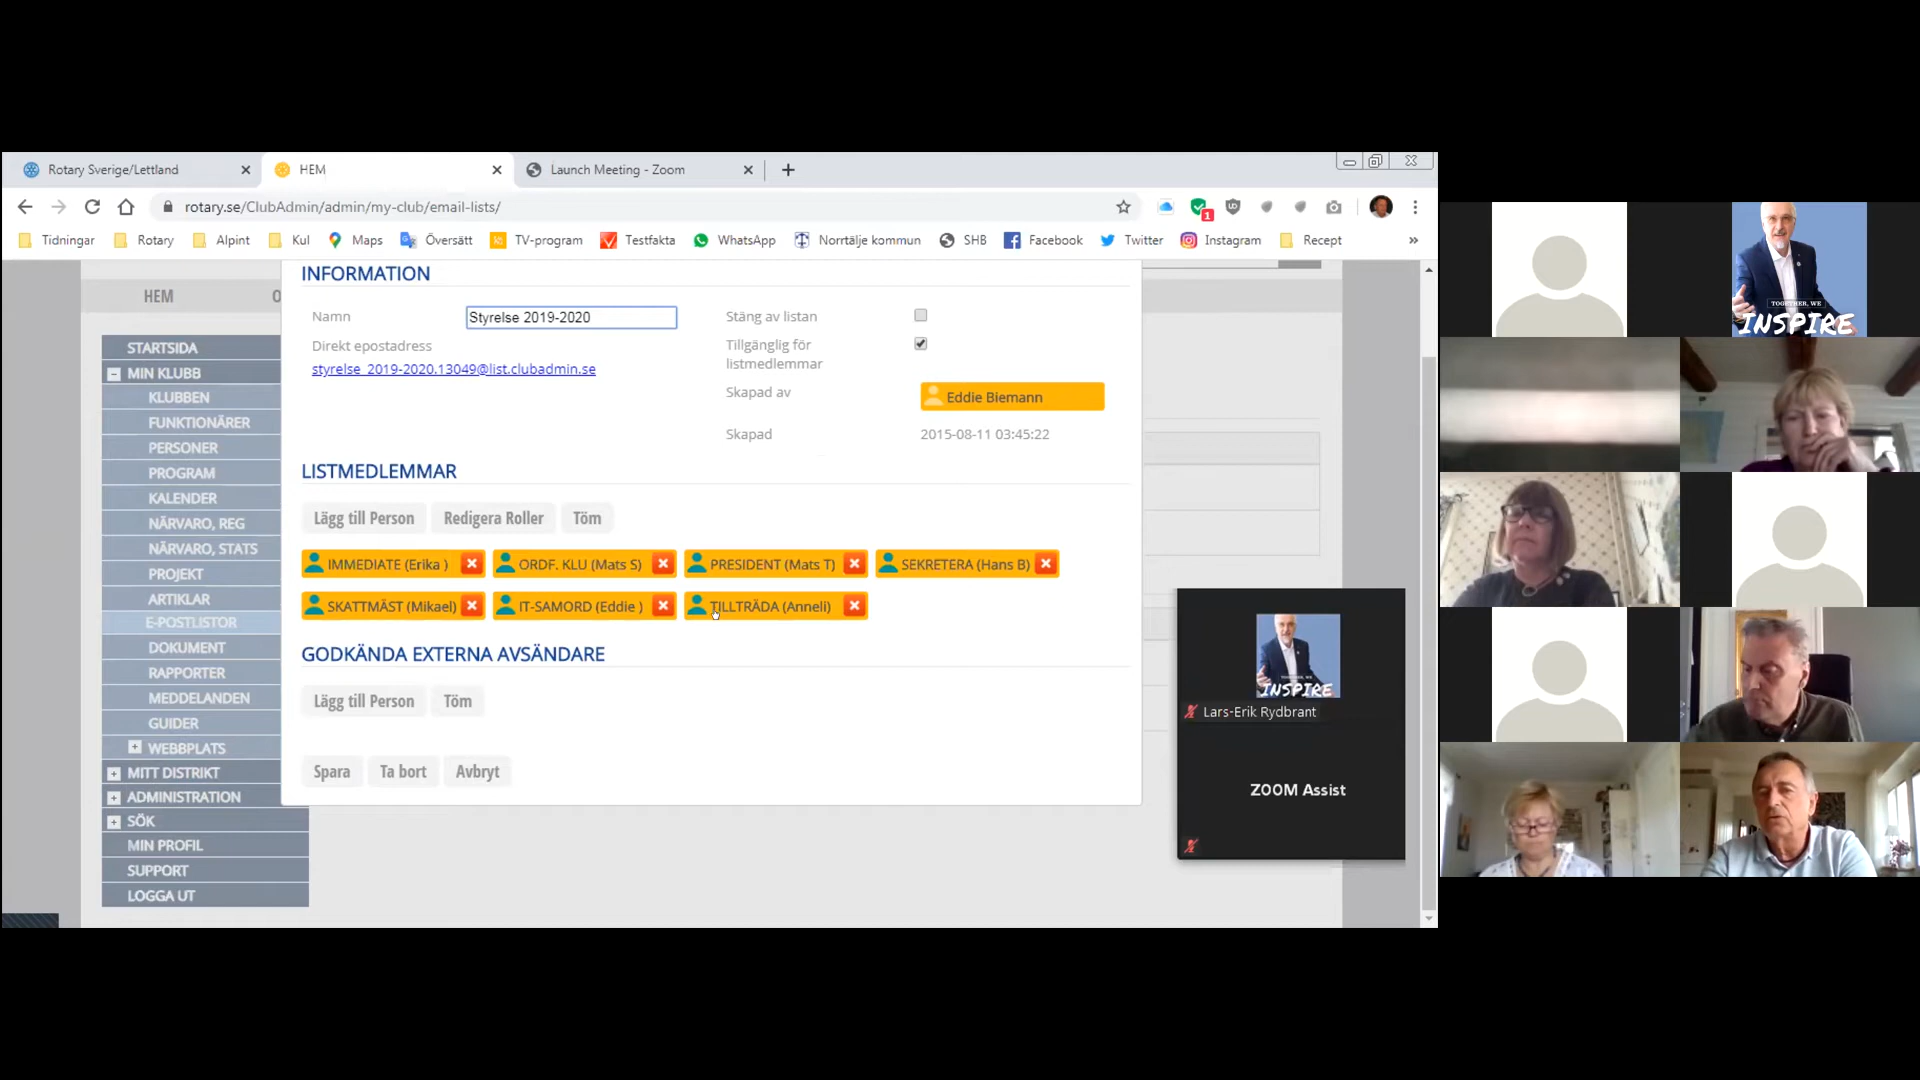 Rotary Sverige/Lettland
HEM
Launch Meeting - Zoom
rotary.se/ClubAdmin/admin/my-club/email-lists/
1
Tidningar
Rotary
Alpint
Kul
Maps
Översätt
TV-program
Testfakta
WhatsApp
Norrtälje kommun
SHB
Facebook
Twitter
Instagram
Recept
»
HEM
O
STARTSIDA
MIN KLUBB
KLUBBEN
FUNKTIONÄRER
PERSONER
PROGRAM
KALENDER
NÄRVARO, REG
NÄRVARO, STATS
PROJEKT
ARTIKLAR
E-POSTLISTOR
DOKUMENT
RAPPORTER
MEDDELANDEN
GUIDER
WEBBPLATS
MITT DISTRIKT
ADMINISTRATION
SÖK
MIN PROFIL
SUPPORT
LOGGA UT
INFORMATION
Namn
Styrelse 2019-2020
Direkt epostadress
styrelse_2019-2020.13049@list.clubadmin.se
Stäng av listan
Tillgänglig för
listmedlemmar
Skapad av
Eddie Biemann
Skapad
2015-08-11 03:45:22
LISTMEDLEMMAR
Lägg till Person
Redigera Roller
Töm
IMMEDIATE (Erika )
ORDF. KLU (Mats S)
PRESIDENT (Mats T)
SEKRETERA (Hans B)
SKATTMÄST (Mikael)
IT-SAMORD (Eddie )
TILLTRÄDA (Anneli)
GODKÄNDA EXTERNA AVSÄNDARE
Lägg till Person
Töm
Spara
Ta bort
Avbryt
INSPIRE
Lars-Erik Rydbrant
ZOOM Assist
TOGETHER, WE
INSPIRE